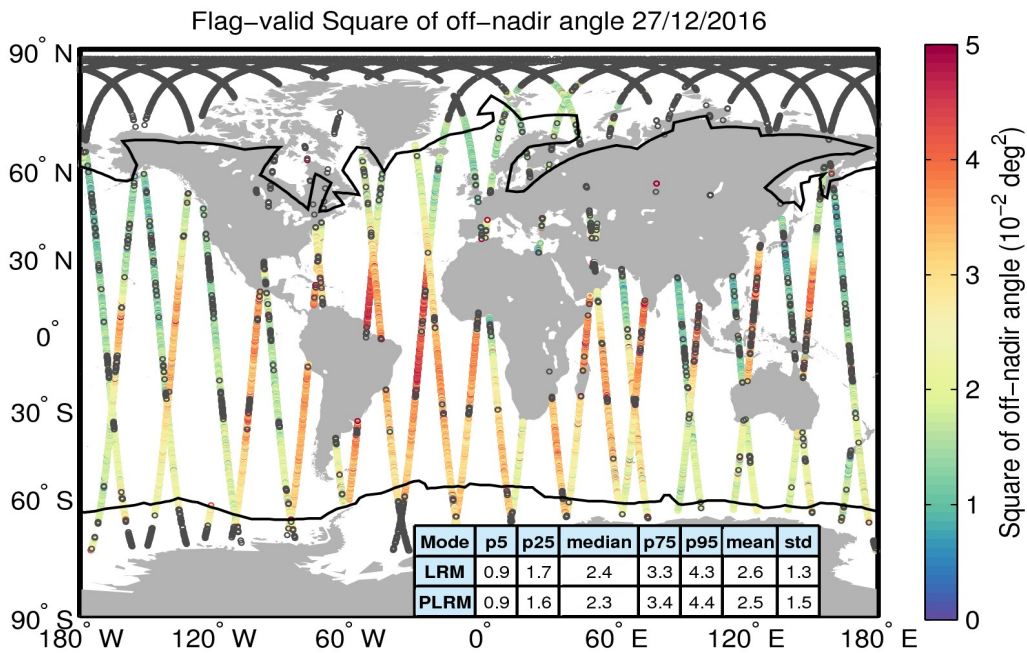 Flag-valid Square of off-nadir angle 27/12/2016
90° N
60° N
30° N
0°
30° S
60° S
90° S
180° W
120° W
60° W
0°
60° E
120° E
180° E
Mode p5 p25 median p75 p95 mean std
LRM 0.9 1.7 2.4 3.3 4.3 2.6 1.3
PLRM 0.9 1.6 2.3 3.4 4.4 2.5 1.5
5
4
3
2
1
0
Square of off-nadir angle (10⁻² deg²)